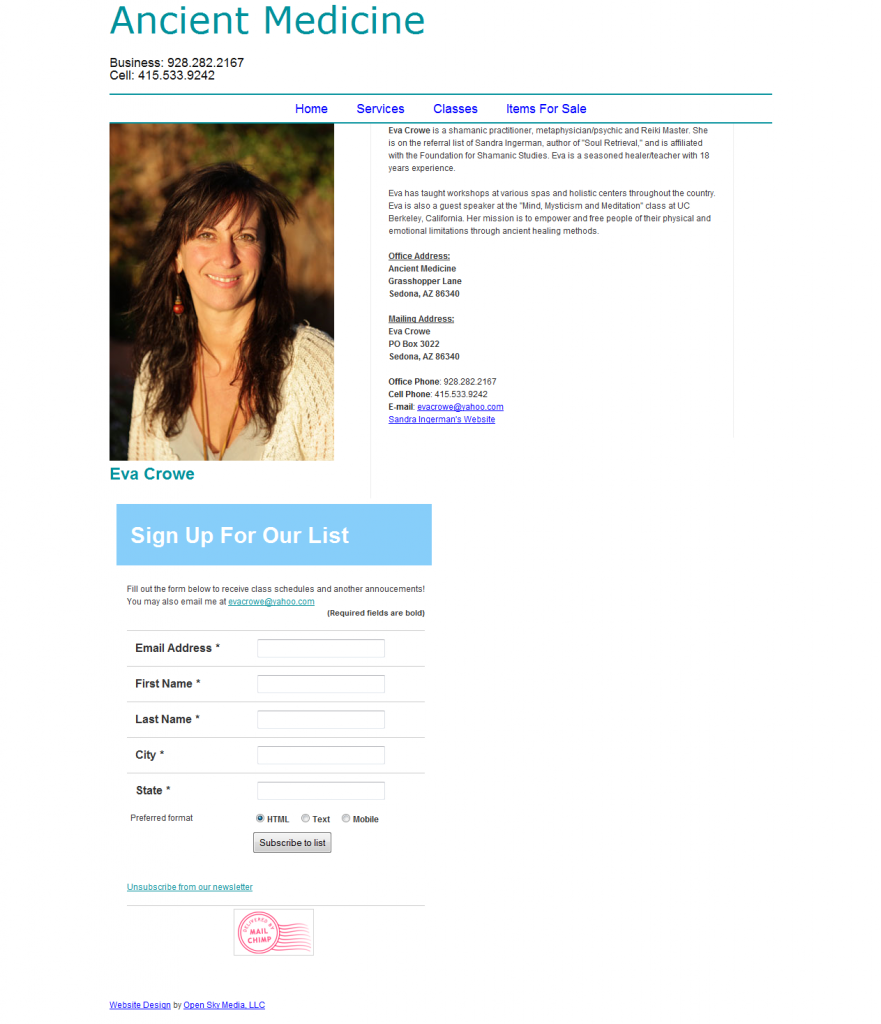 Ancient Medicine
Business: 928.282.2167
Cell: 415.533.9242
Home Services Classes Items For Sale
Eva Crowe is a shamanic practitioner, metaphysician/psychic and Reiki Master. She
is on the referral list of Sandra Ingerman, author of "Soul Retrieval," and is affiliated
with the Foundation for Shamanic Studies. Eva is a seasoned healer/teacher with 18
years experience.
Eva has taught workshops at various spas and holistic centers throughout the country.
Eva is also a guest speaker at the "Mind, Mysticism and Meditation" class at UC
Berkeley, California. Her mission is to empower and free people of their physical and
emotional limitations through ancient healing methods.
Office Address:
Ancient Medicine
Grasshopper Lane
Sedona, AZ 86340
Mailing Address:
Eva Crowe
PO Box 3022
Sedona, AZ 86340
Office Phone: 928.282.2167
Cell Phone: 415.533.9242
E-mail: evacrowe@yahoo.com
Sandra Ingerman's Website
Eva Crowe
Sign Up For Our List
Fill out the form below to receive class schedules and another annoucements!
You may also email me at evacrowe@yahoo.com
(Required fields are bold)
Email Address *
First Name *
Last Name *
City *
State *
Preferred format HTML Text Mobile
Subscribe to list
Unsubscribe from our newsletter
DELIVERED BY
MAIL
CHIMP
Website Design by Open Sky Media, LLC